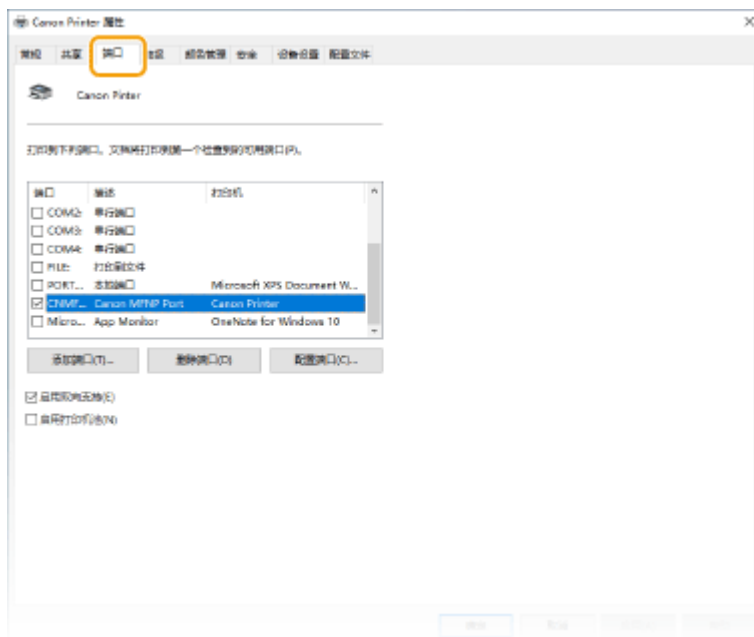 Canon Printer 属性
常规 共享 端口 高级 颜色管理 安全 设备设置 配置文件
Canon Pinter
打印到下列端口。文档将打印到第一个检查到的可用端口(P)。
端口 描述 打印机
COM2: 串行端口
COM3: 串行端口
COM4: 串行端口
FILE: 打印到文件
PORT... 本地端口 Microsoft XPS Document W...
CNMF... Canon MFNP Port Canon Printer
Micro... App Monitor OneNote for Windows 10
添加端口(T)... 删除端口(D) 配置端口(C)...
启用双向支持(E)
启用打印机池(N)